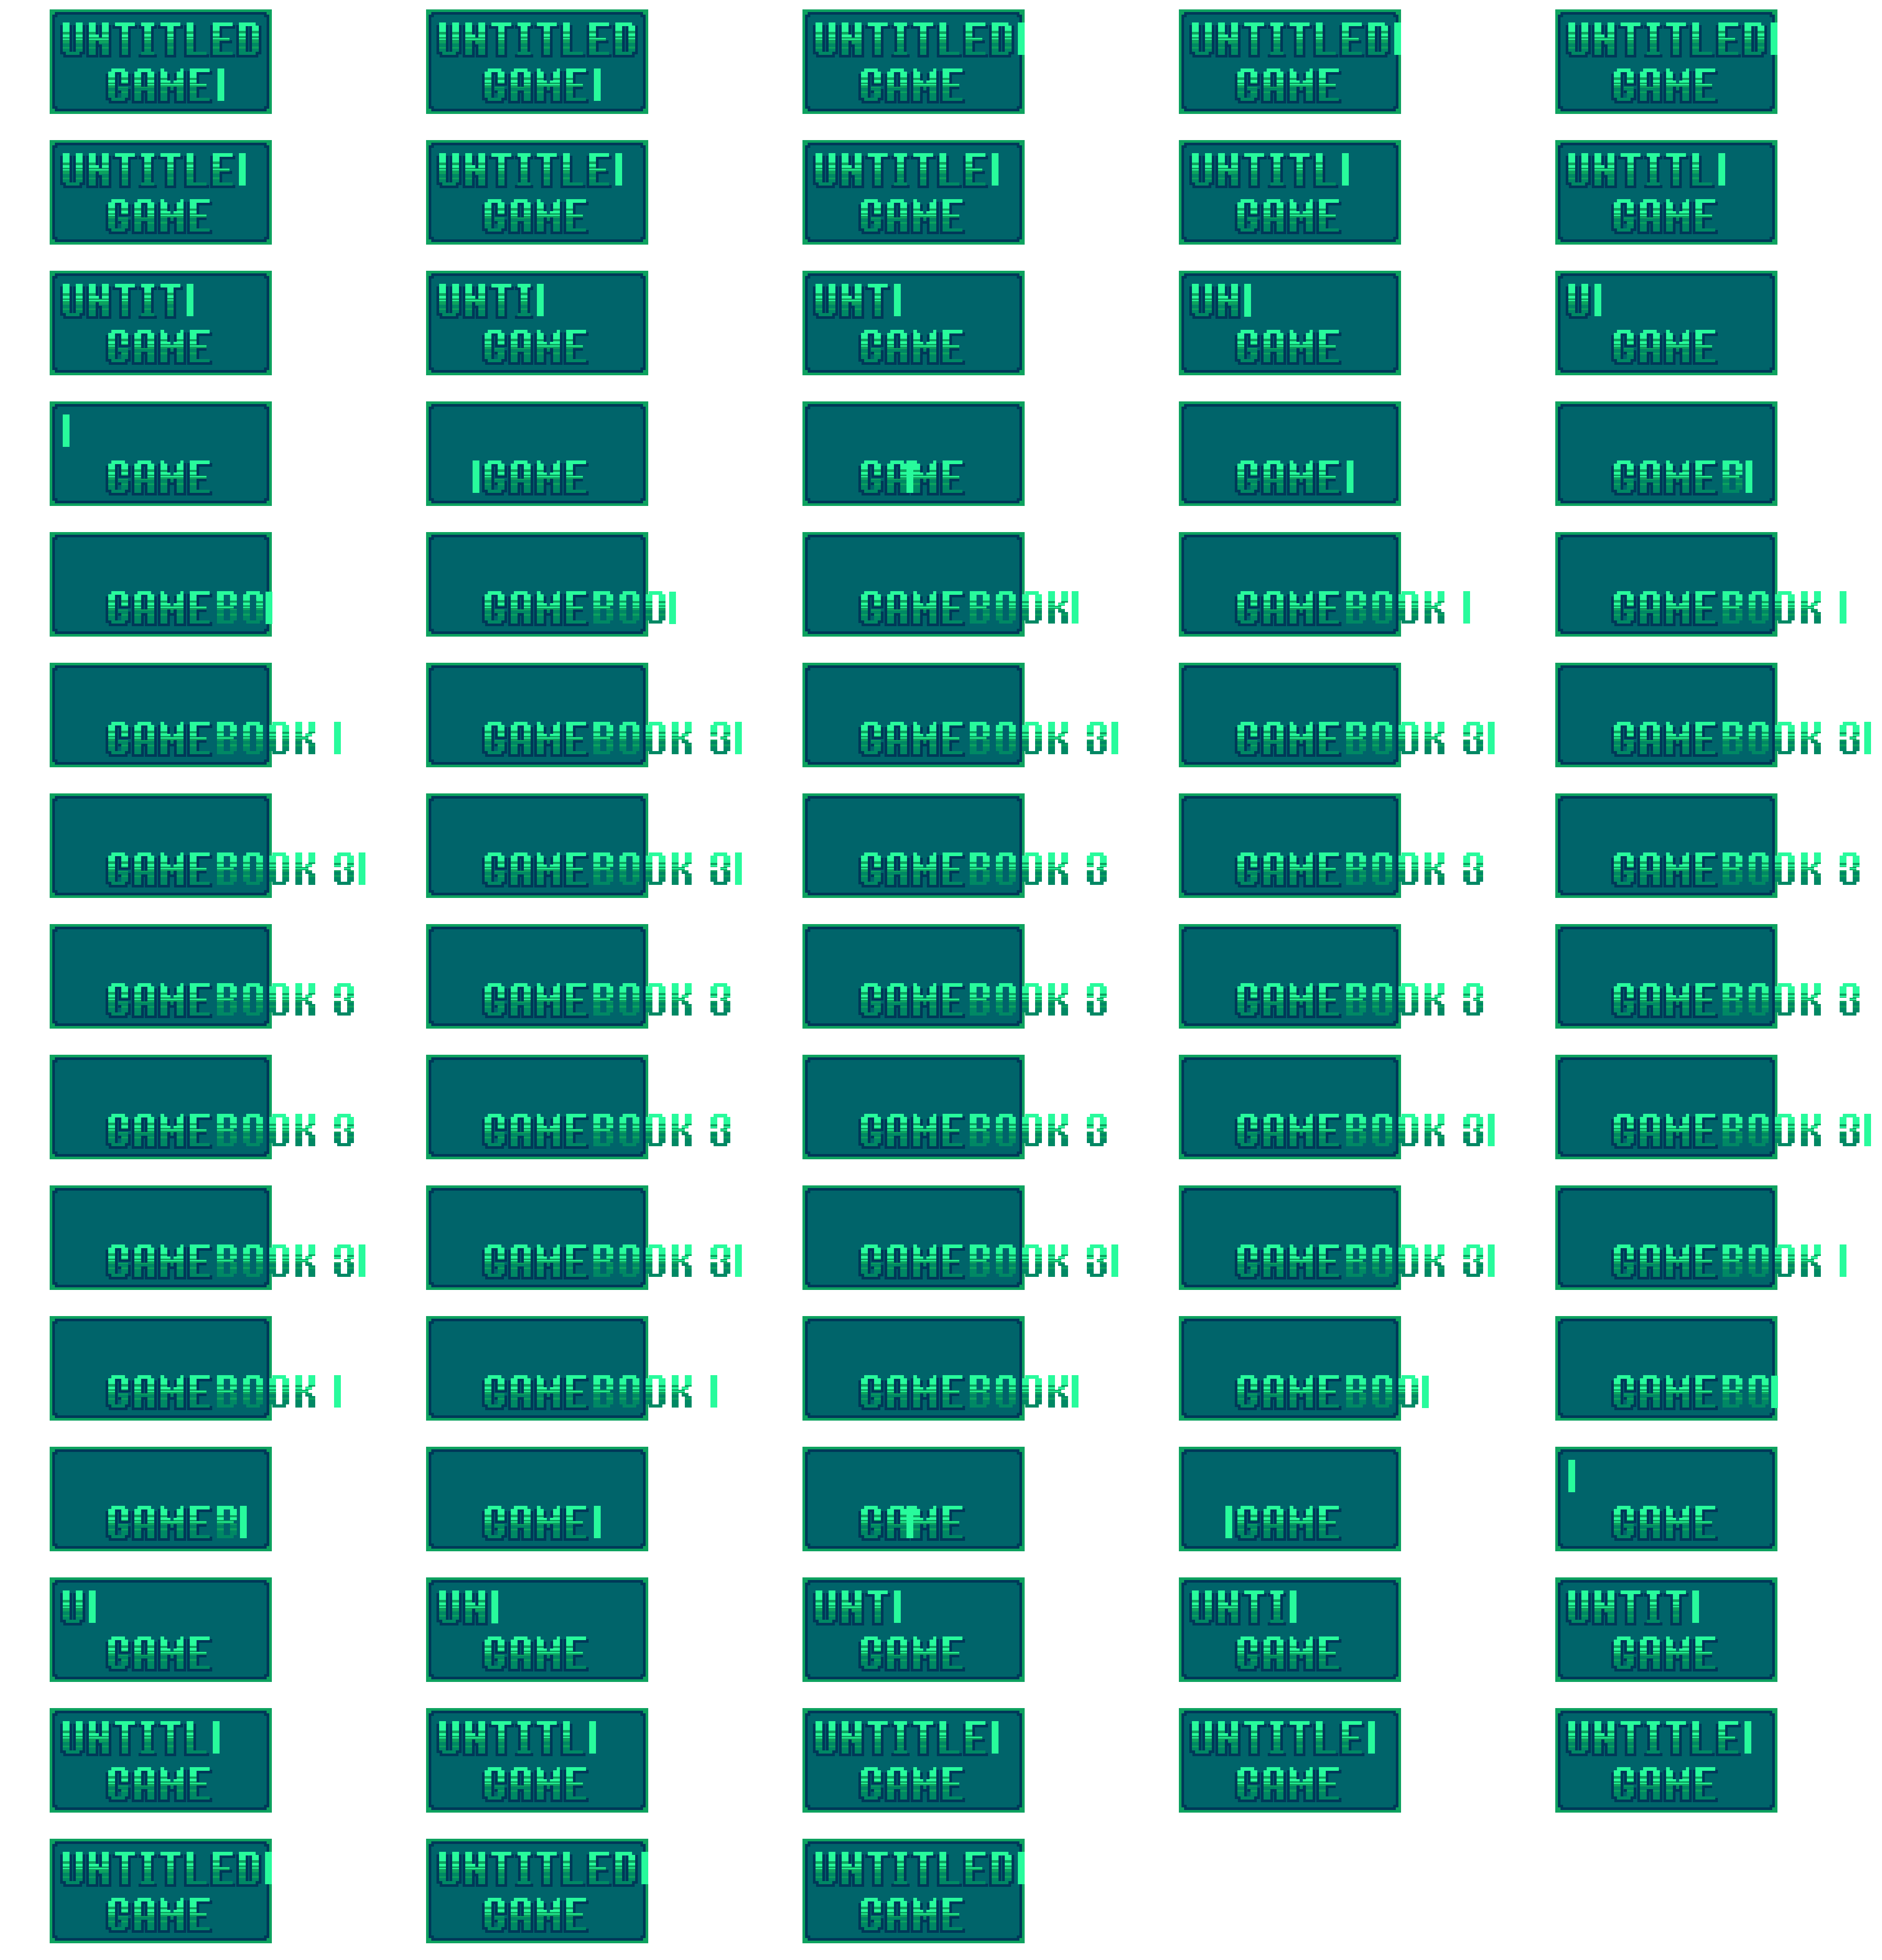 UNTITLED UNTITLED UNTITLED UNTITLED UNTITLED
GAME GAME GAME GAME GAME
UNTITLE UNTITLE UNTITLE UNTITL UNTITL
GAME GAME GAME GAME GAME
UNTIT UNTI UNT UN U
GAME GAME GAME GAME GAME
GAME GAME GAME GAME GAMEB
GAMEBO GAMEBOO GAMEBOOK GAMEBOOK GAMEBOOK
GAMEBOOK GAMEBOOK 3 GAMEBOOK 3 GAMEBOOK 3 GAMEBOOK 3
GAMEBOOK 3 GAMEBOOK 3 GAMEBOOK 3 GAMEBOOK 3 GAMEBOOK 3
GAMEBOOK 3 GAMEBOOK 3 GAMEBOOK 3 GAMEBOOK 3 GAMEBOOK 3
GAMEBOOK 3 GAMEBOOK 3 GAMEBOOK 3 GAMEBOOK 3 GAMEBOOK 3
GAMEBOOK 3 GAMEBOOK 3 GAMEBOOK 3 GAMEBOOK 3 GAMEBOOK
GAMEBOOK GAMEBOOK GAMEBOOK GAMEBOO GAMEBO
GAMEB GAME GAME GAME GAME
U UN UNT UNTI UNTIT
GAME GAME GAME GAME GAME
UNTITL UNTITL UNTITLE UNTITLE UNTITLE
GAME GAME GAME GAME GAME
UNTITLED UNTITLED UNTITLED
GAME GAME GAME